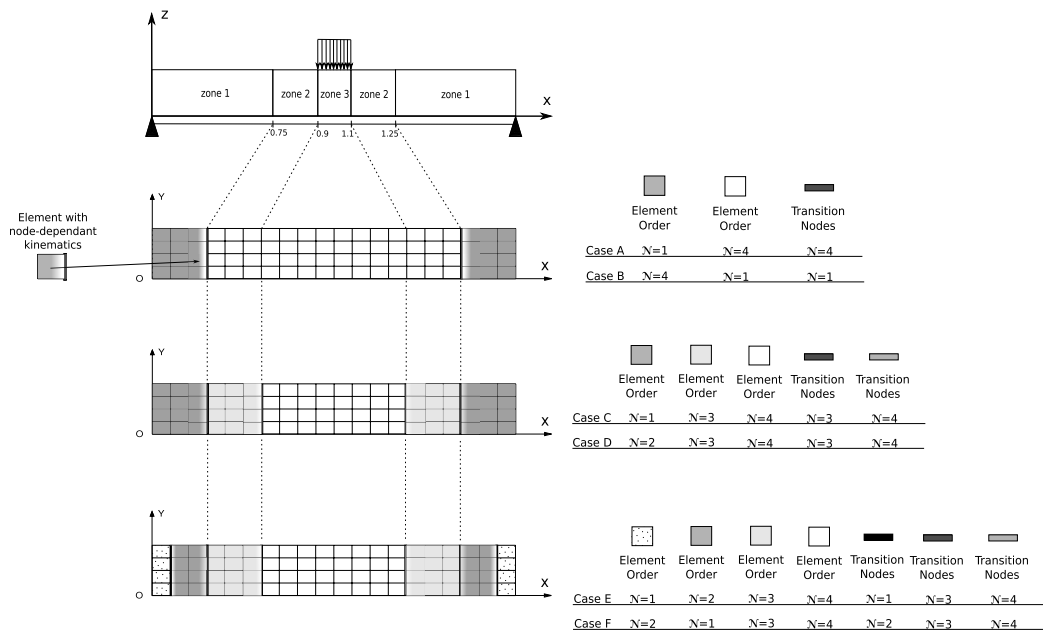 Z
zone 1
zone 2
zone 3
zone 2
zone 1
X
0.75
0.9
1.1
1.25
Element with
node-dependant
kinematics
Y
X
O
Element Order
Element Order
Transition Nodes
Case A N=1 N=4 N=4
Case B N=4 N=1 N=1
Y
X
O
Element Order
Element Order
Element Order
Transition Nodes
Transition Nodes
Case C N=1 N=3 N=4 N=3 N=4
Case D N=2 N=3 N=4 N=3 N=4
Y
X
O
Element Order
Element Order
Element Order
Element Order
Transition Nodes
Transition Nodes
Transition Nodes
Case E N=1 N=2 N=3 N=4 N=1 N=3 N=4
Case F N=2 N=1 N=3 N=4 N=2 N=3 N=4